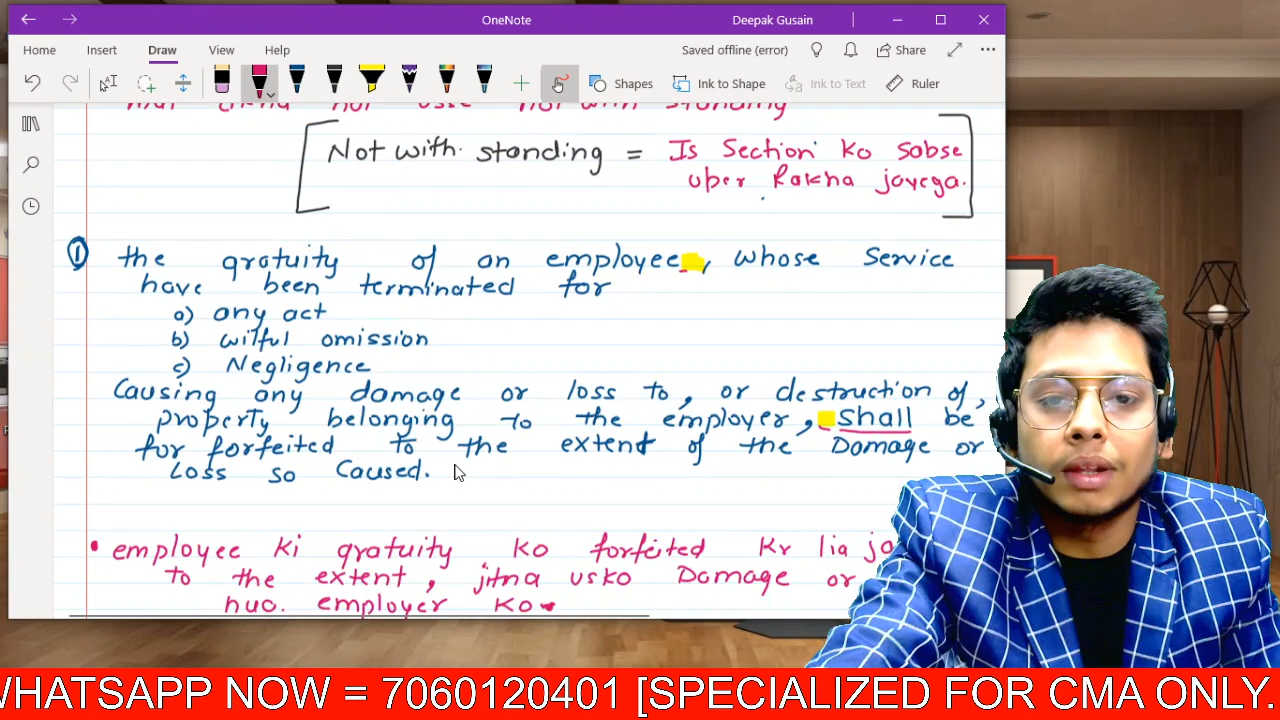 OneNote
Deepak Gusain
Home Insert Draw View Help
Saved offline (error) Share
Shapes Ink to Shape Ink to Text Ruler
Not with standing = Is Section ko sabse
uper Rakha jayega.
① the gratuity of an employee, whose Service
have been terminated for
a) any act
b) wilful omission
c) Negligence
Causing any damage or loss to, or destruction of,
property belonging to the employer, Shall be
for forfeited to the extent of the Damage or
Loss so Caused.
• employee ki gratuity ko forfeited kr lia
to the extent, jitna usko Damage or
hua. employer ko
WHATSAPP NOW = 7060120401 [SPECIALIZED FOR CMA ONLY.